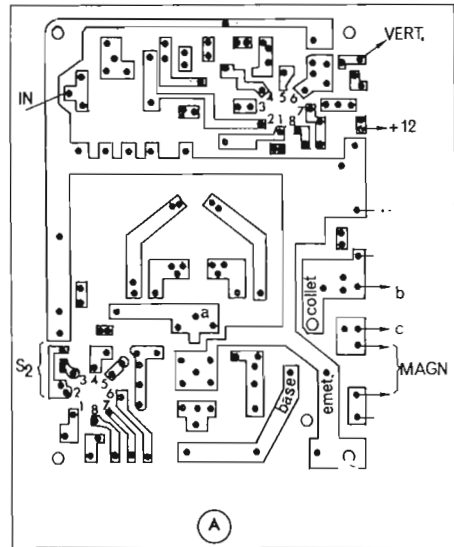 VERT.
IN
4 5 6
3
7
2 1 8
+12
collet
b
a
c
S2
MAGN
3 4 5
2
6
1
7
8
base
emet
A